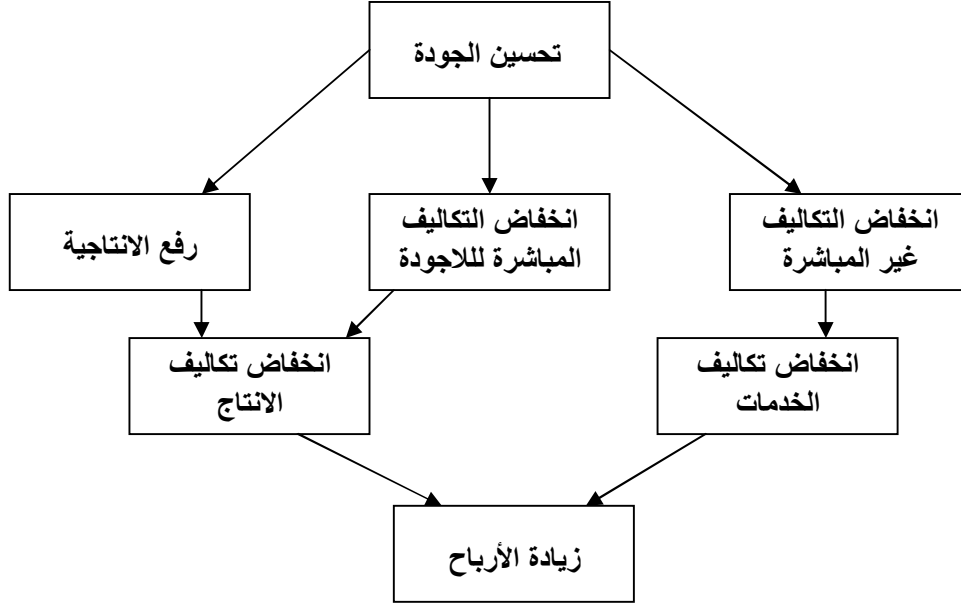 تحسين الجودة
انخفاض التكاليف
غير المباشرة
انخفاض التكاليف
المباشرة لللاجودة
رفع الانتاجية
انخفاض تكاليف
الخدمات
انخفاض تكاليف
الانتاج
زيادة الأرباح